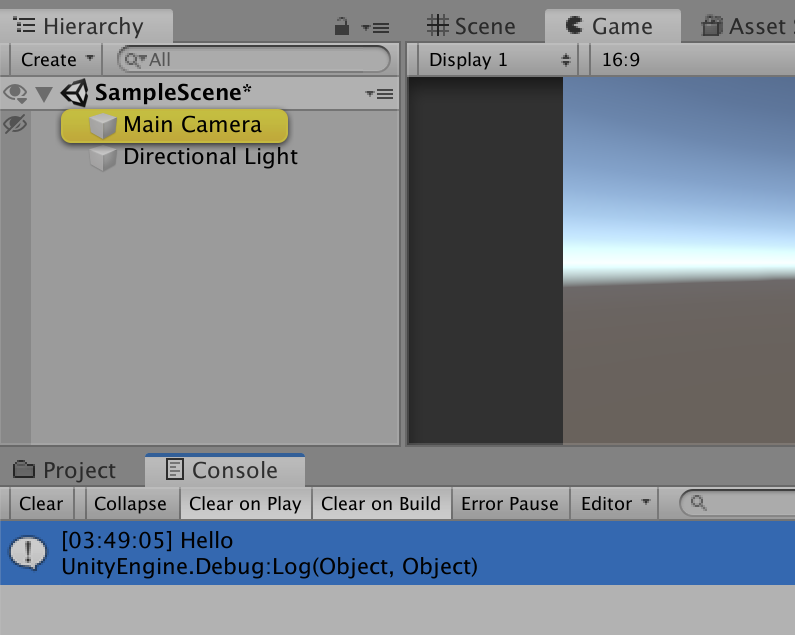 Hierarchy
Create
All
SampleScene*
Main Camera
Directional Light
Scene
Game
Asset
Display 1
16:9
Project
Console
Clear
Collapse
Clear on Play
Clear on Build
Error Pause
Editor
[03:49:05] Hello
UnityEngine.Debug:Log(Object, Object)